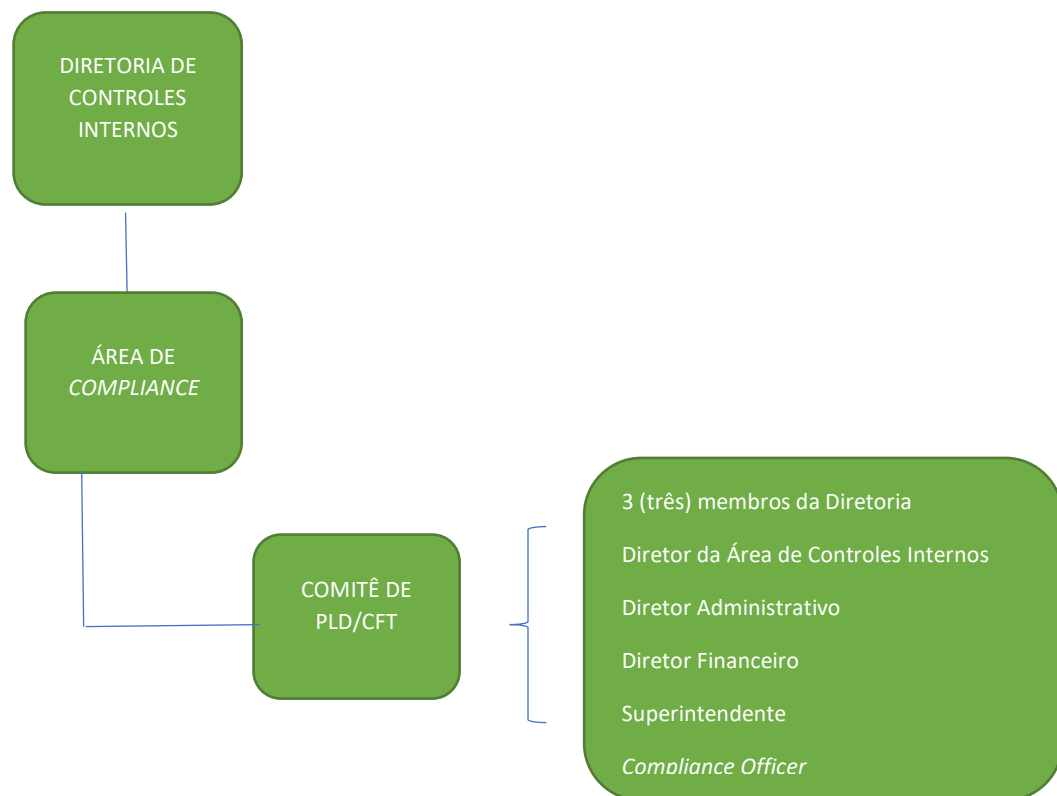 DIRETORIA DE
CONTROLES
INTERNOS
ÁREA DE
COMPLIANCE
COMITÊ DE
PLD/CFT
3 (três) membros da Diretoria
Diretor da Área de Controles Internos
Diretor Administrativo
Diretor Financeiro
Superintendente
Compliance Officer